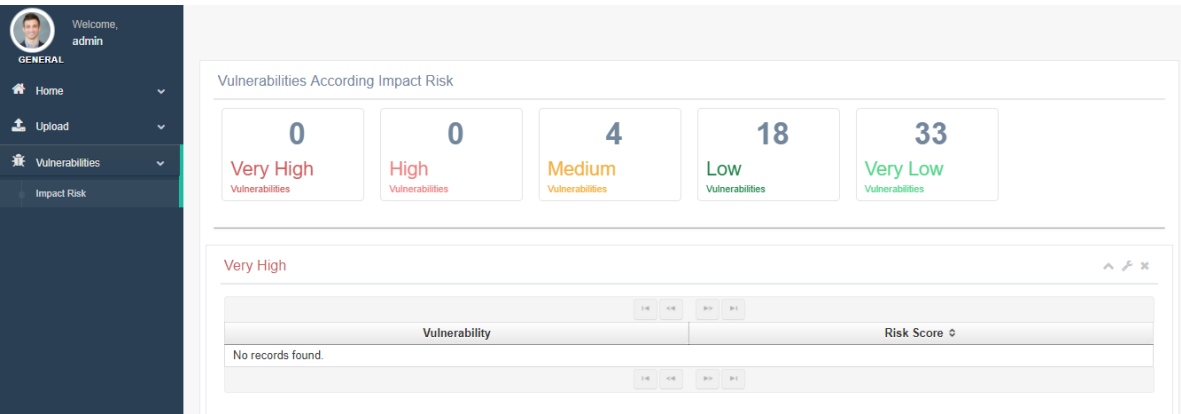 Welcome,
admin
GENERAL
Home
Upload
Vulnerabilities
Impact Risk
Vulnerabilities According Impact Risk
0
Very High
Vulnerabilities
0
High
Vulnerabilities
4
Medium
Vulnerabilities
18
Low
Vulnerabilities
33
Very Low
Vulnerabilities
Very High
Vulnerability Risk Score
No records found.